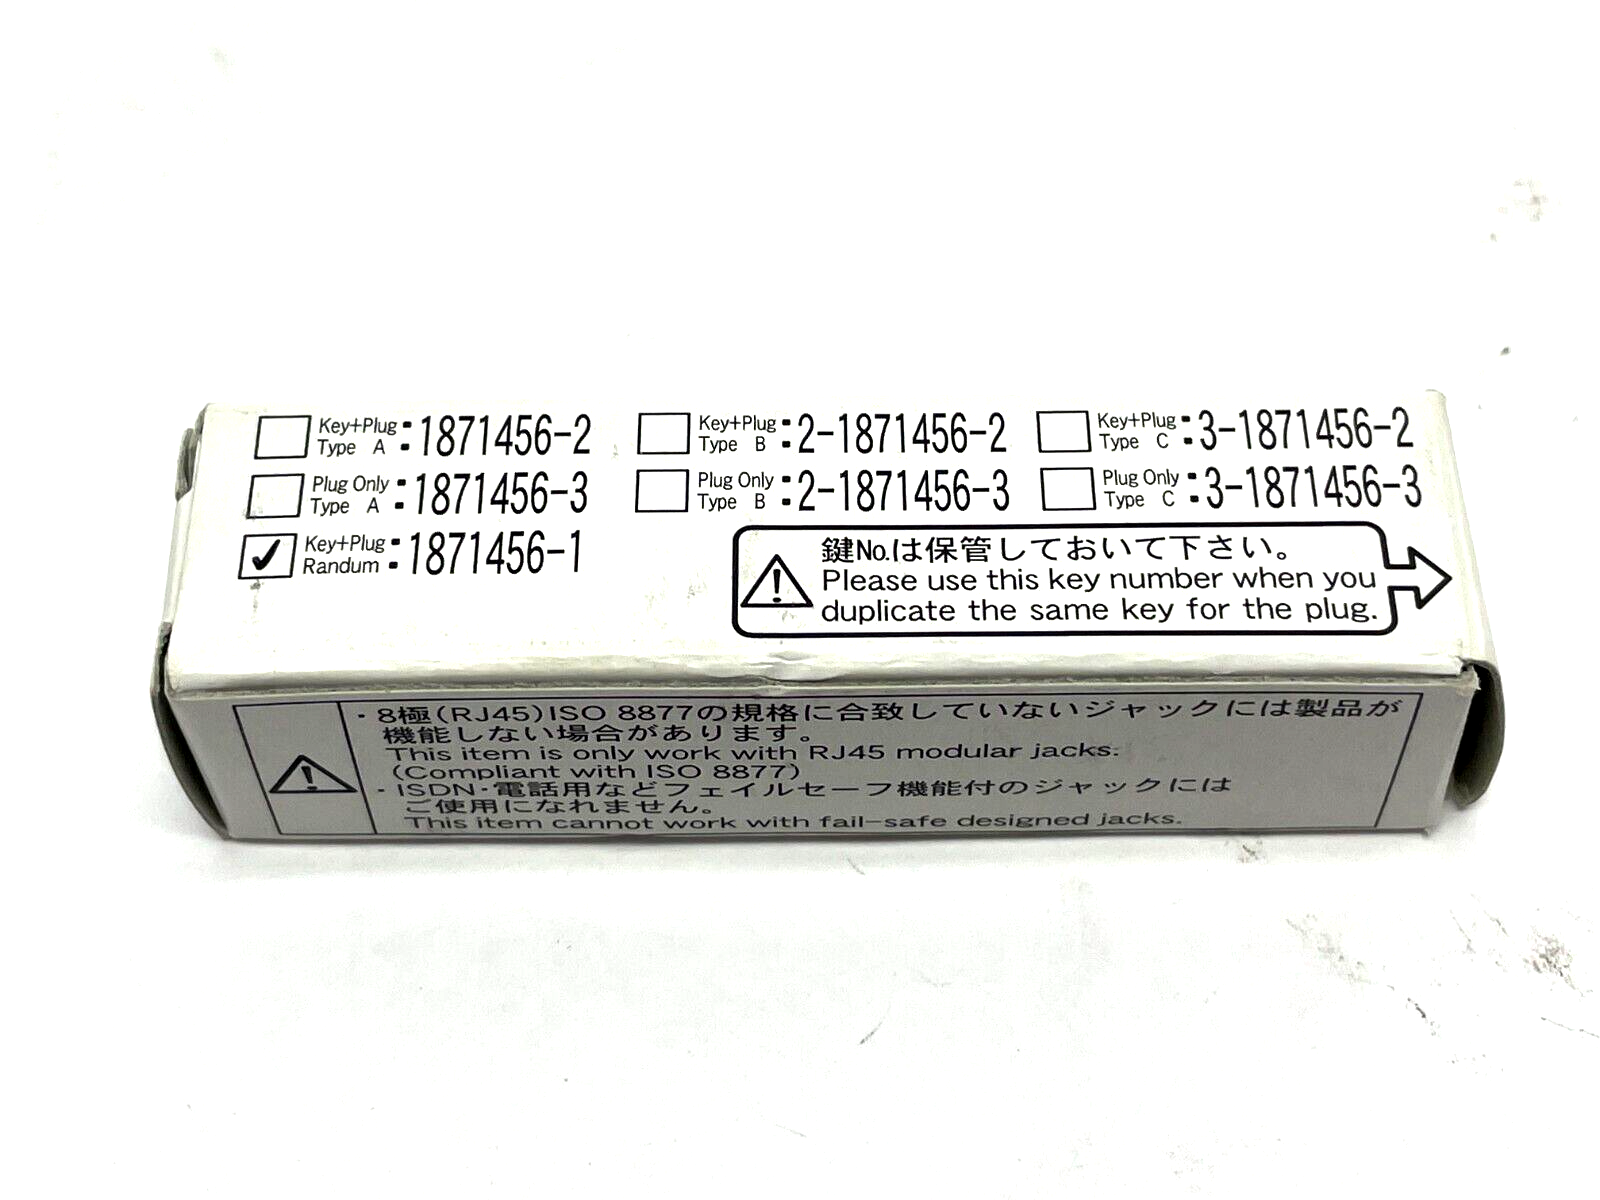 Key+Plug Type A : 1871456-2
Key+Plug Type B : 2-1871456-2
Key+Plug Type C : 3-1871456-2
Plug Only Type A : 1871456-3
Plug Only Type B : 2-1871456-3
Plug Only Type C : 3-1871456-3
✓ Key+Plug Randum : 1871456-1
鍵No.は保管しておいて下さい。
Please use this key number when you
duplicate the same key for the plug.
・8極(RJ45)ISO 8877の規格に合致していないジャックには製品が
機能しない場合があります。
This item is only work with RJ45 modular jacks.
(Compliant with ISO 8877)
・ISDN・電話用などフェイルセーフ機能付のジャックには
ご使用になれません。
This item cannot work with fail-safe designed jacks.